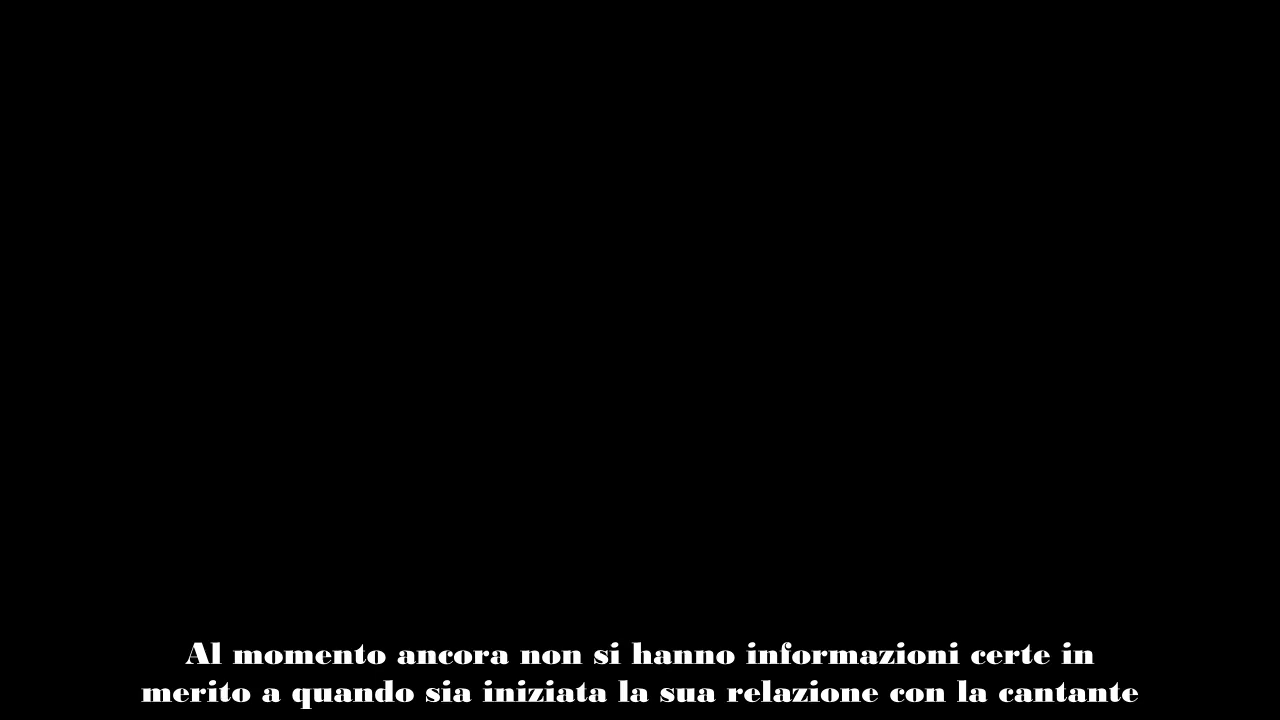 Al momento ancora non si hanno informazioni certe in
merito a quando sia iniziata la sua relazione con la cantante